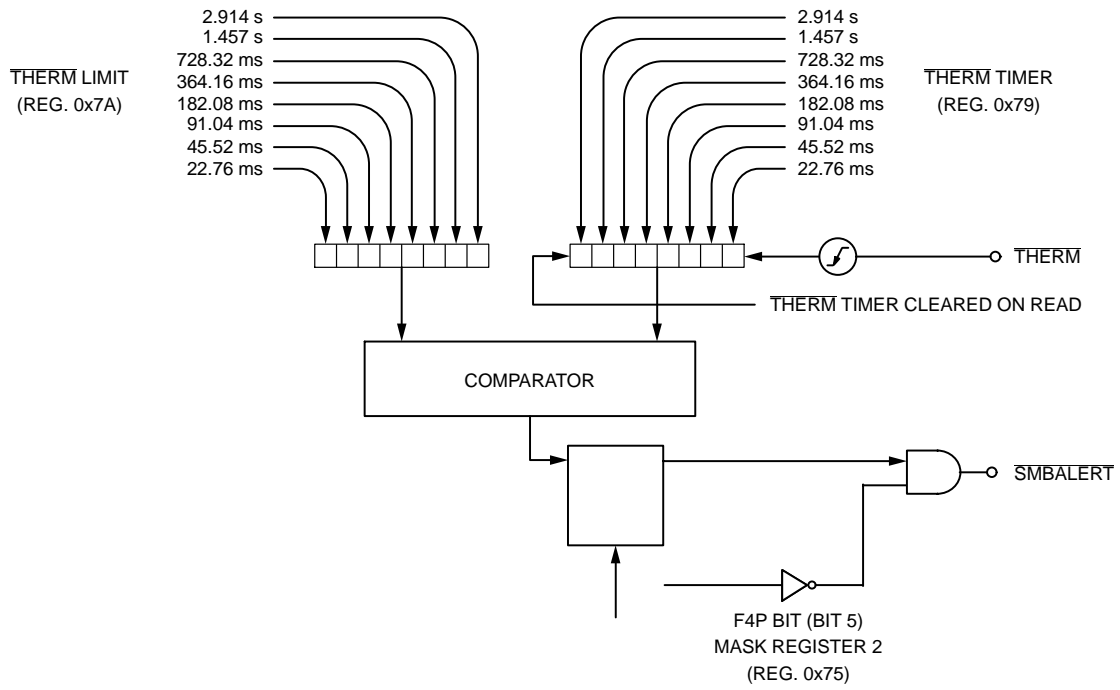 2.914 s
1.457 s
728.32 ms
364.16 ms
182.08 ms
91.04 ms
45.52 ms
22.76 ms
THERM LIMIT
(REG. 0x7A)
2.914 s
1.457 s
728.32 ms
364.16 ms
182.08 ms
91.04 ms
45.52 ms
22.76 ms
THERM TIMER
(REG. 0x79)
THERM
THERM TIMER CLEARED ON READ
COMPARATOR
SMBALERT
F4P BIT (BIT 5)
MASK REGISTER 2
(REG. 0x75)